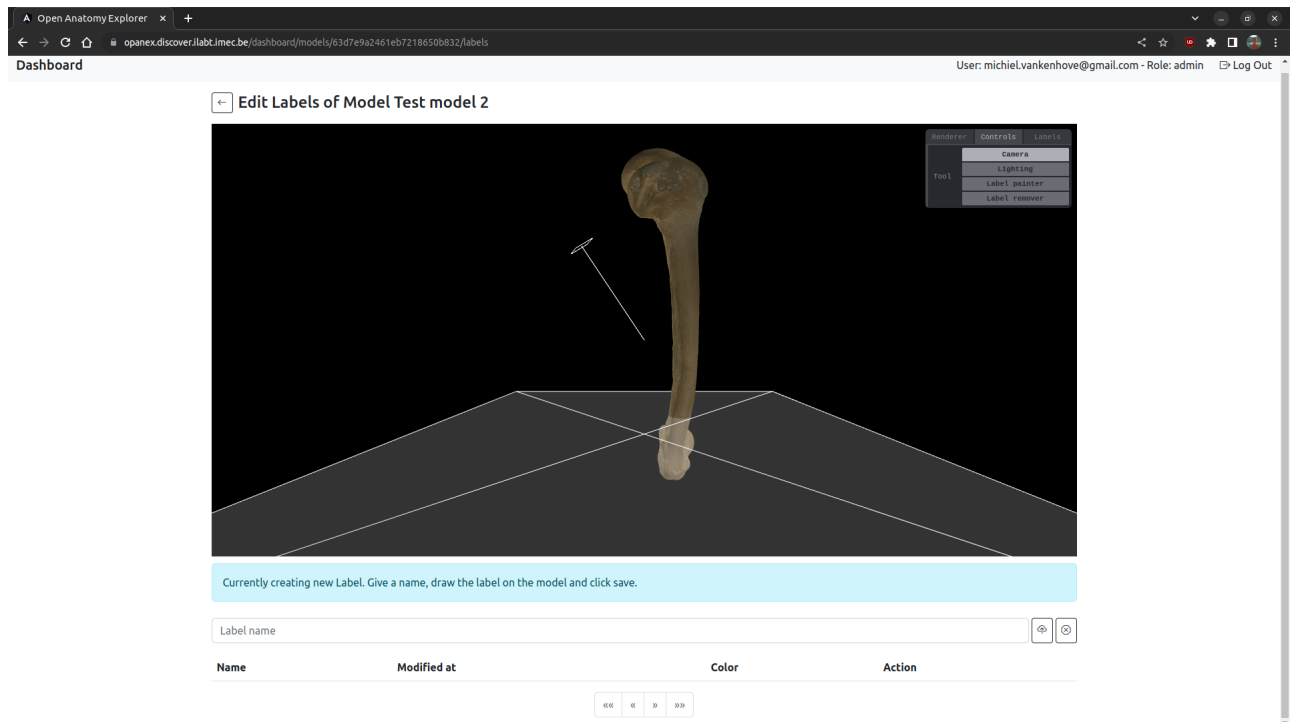 Open Anatomy Explorer
opanex.discover.ilabt.imec.be/dashboard/models/63d7e9a2461eb7218650b832/labels
Dashboard
User: michiel.vankenhove@gmail.com - Role: admin Log Out
Edit Labels of Model Test model 2
Renderer Controls Labels
Tool
Camera
Lighting
Label painter
Label remover
Currently creating new Label. Give a name, draw the label on the model and click save.
Label name
Name Modified at Color Action
«« « » »»